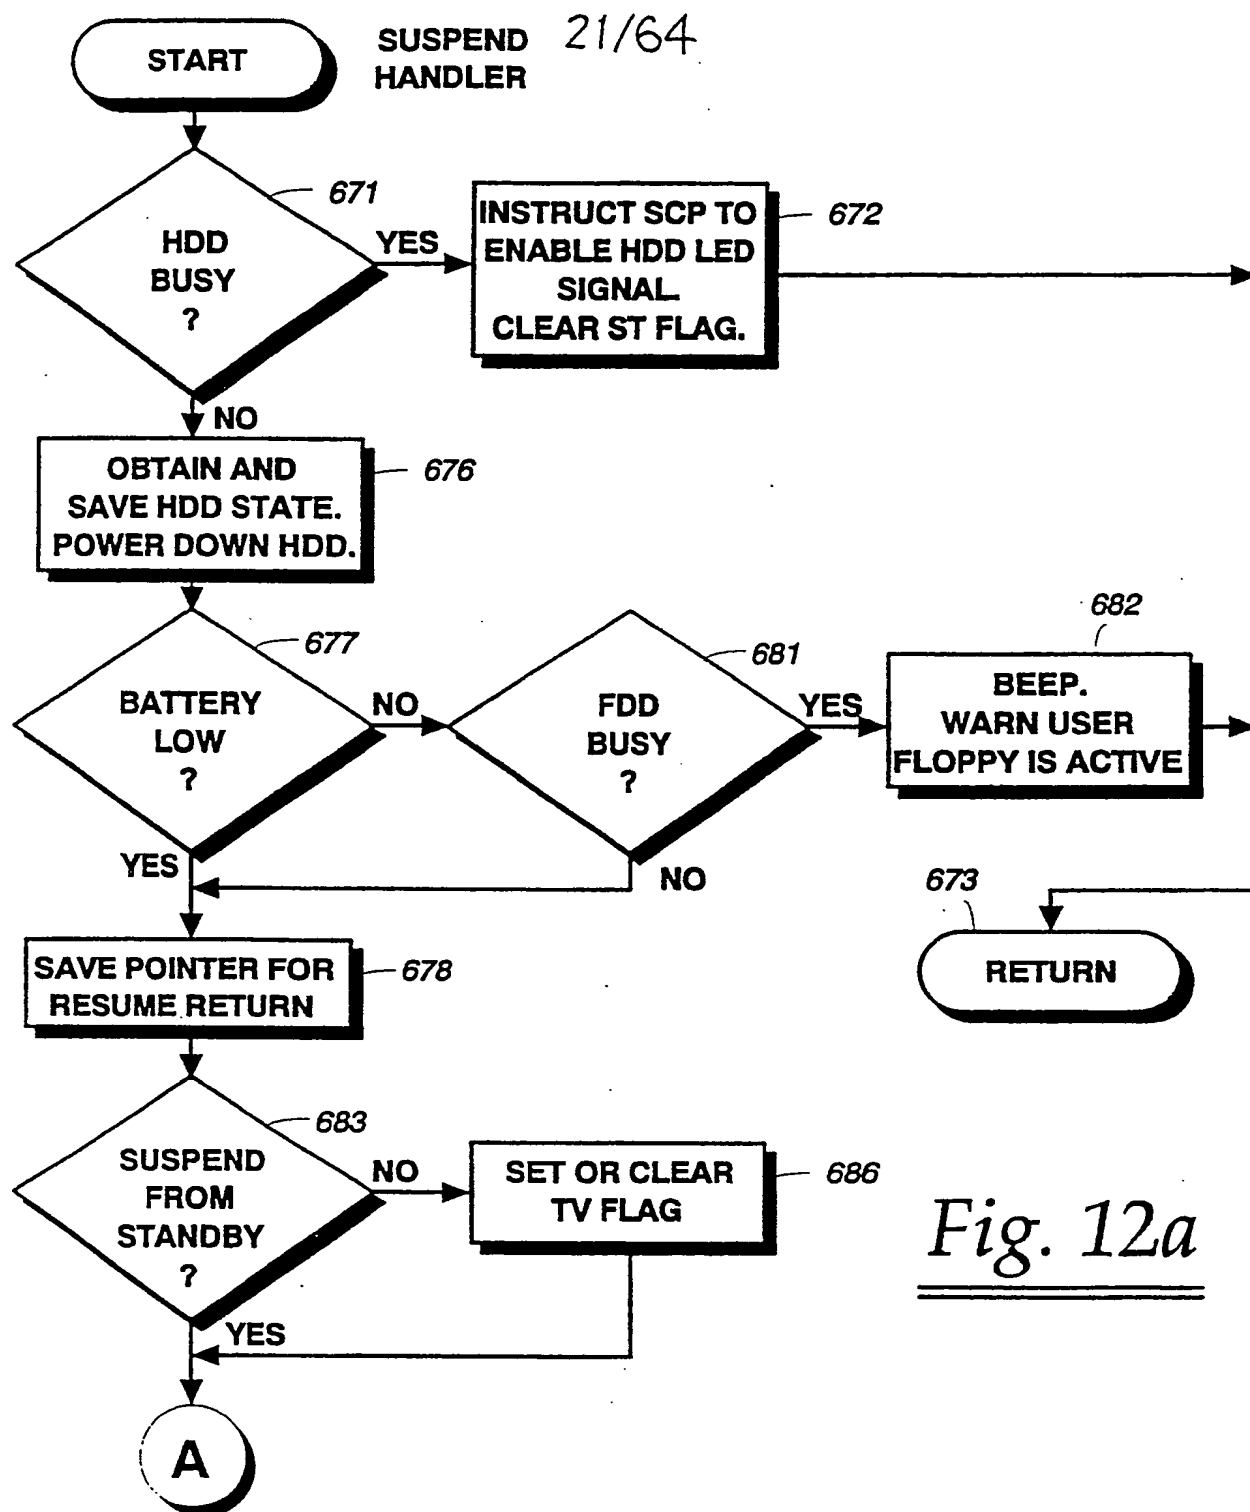 START
SUSPEND
HANDLER
21/64
671
HDD
BUSY
?
YES
INSTRUCT SCP TO
ENABLE HDD LED
SIGNAL.
CLEAR ST FLAG.
672
NO
OBTAIN AND
SAVE HDD STATE.
POWER DOWN HDD.
676
677
BATTERY
LOW
?
NO
681
FDD
BUSY
?
YES
682
BEEP.
WARN USER
FLOPPY IS ACTIVE
YES
NO
673
RETURN
SAVE POINTER FOR
RESUME RETURN
678
683
SUSPEND
FROM
STANDBY
?
NO
SET OR CLEAR
TV FLAG
686
YES
A
Fig. 12a